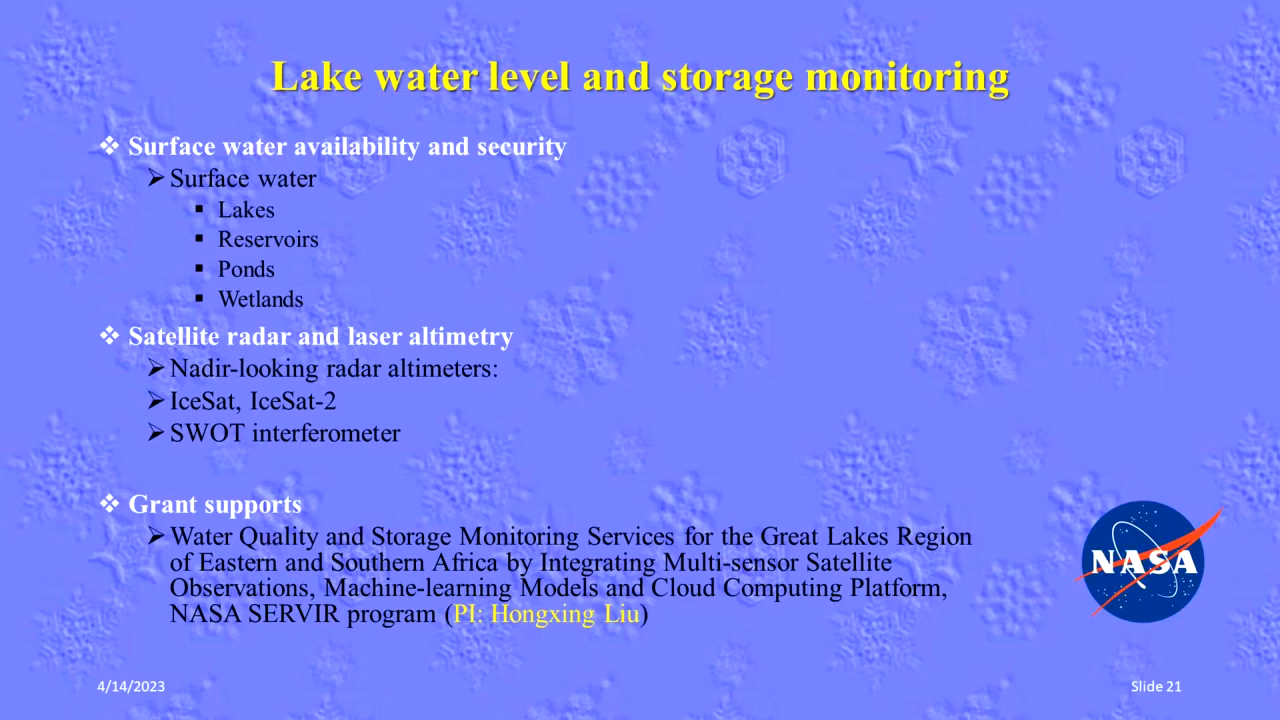 Lake water level and storage monitoring
❖ Surface water availability and security
➢ Surface water
▪ Lakes
▪ Reservoirs
▪ Ponds
▪ Wetlands
❖ Satellite radar and laser altimetry
➢ Nadir-looking radar altimeters:
➢ IceSat, IceSat-2
➢ SWOT interferometer
❖ Grant supports
➢ Water Quality and Storage Monitoring Services for the Great Lakes Region
of Eastern and Southern Africa by Integrating Multi-sensor Satellite
Observations, Machine-learning Models and Cloud Computing Platform,
NASA SERVIR program (PI: Hongxing Liu)
NASA
4/14/2023
Slide 21